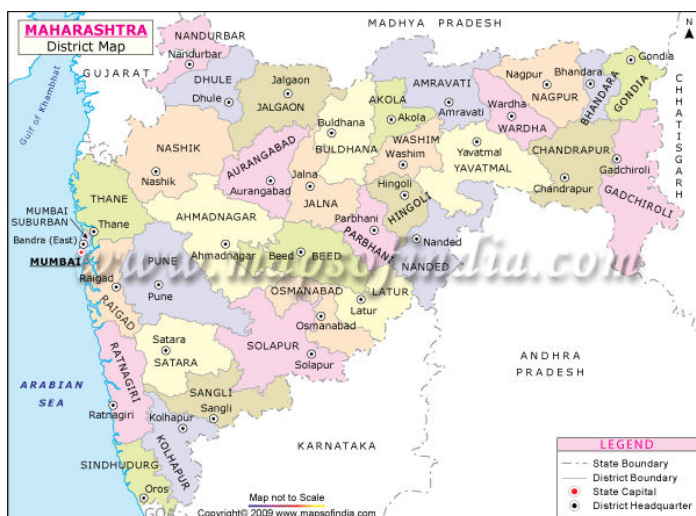 MAHARASHTRA
District Map
MADHYA PRADESH
N
GUJARAT
Gulf of Khambhat
NANDURBAR
Nandurbar
DHULE
Dhule
Jalgaon
JALGAON
Buldhana
BULDHANA
AKOLA
Akola
AMRAVATI
Amravati
Nagpur
NAGPUR
Wardha
WARDHA
Bhandara
BHANDARA
Gondia
GONDIA
CHHATISGARH
NASHIK
Nashik
AURANGABAD
Aurangabad
Jalna
JALNA
WASHIM
Washim
Hingoli
HINGOLI
Yavatmal
YAVATMAL
CHANDRAPUR
Chandrapur
Gadchiroli
GADCHIROLI
THANE
Thane
MUMBAI
SUBURBAN
Bandra (East)
MUMBAI
AHMADNAGAR
Ahmadnagar
Beed
BEED
Parbhani
PARBHANI
Nanded
NANDED
www.mapsofindia.com
Raigad
RAIGAD
PUNE
Pune
OSMANABAD
Osmanabad
LATUR
Latur
Satara
SATARA
SOLAPUR
Solapur
RATNAGIRI
Ratnagiri
SANGLI
Sangli
Kolhapur
KOLHAPUR
SINDHUDURG
Oros
GOA
ARABIAN
SEA
ANDHRA
PRADESH
KARNATAKA
Map not to Scale
Copyright© 2009 www.mapsofindia.com
LEGEND
State Boundary
District Boundary
State Capital
District Headquarter